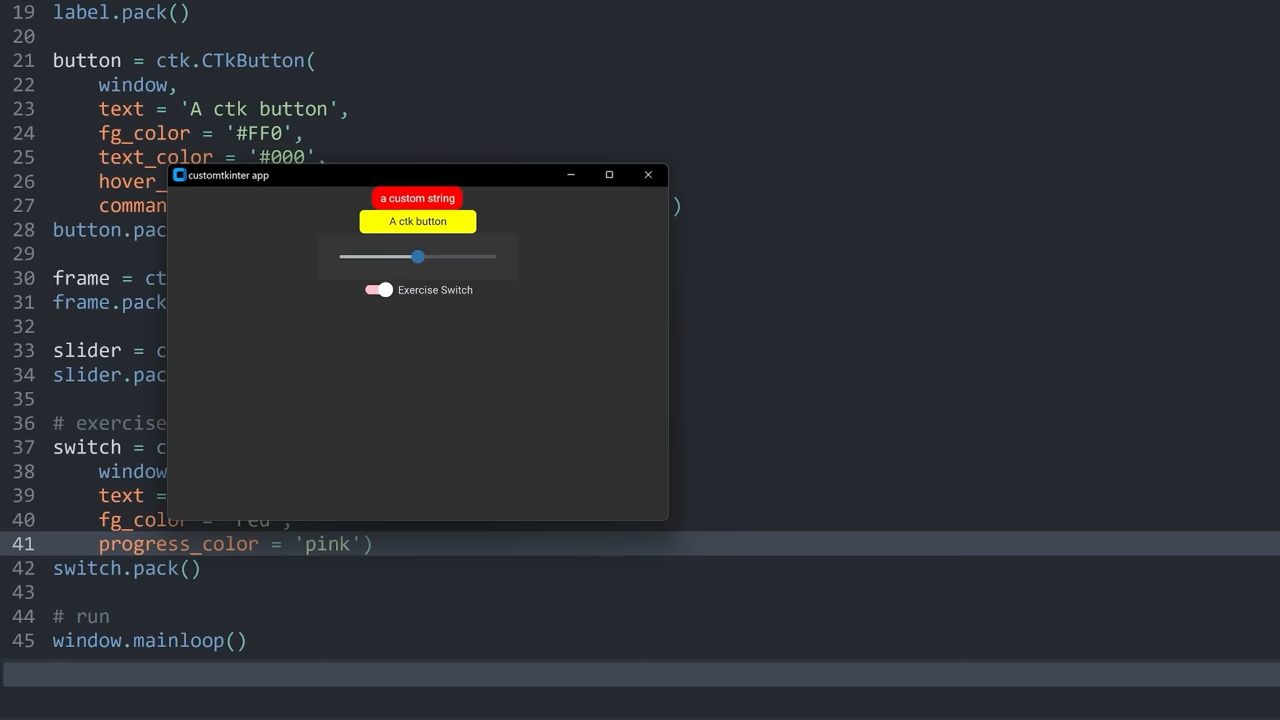 19 label.pack()
20
21 button = ctk.CTkButton(
22 window,
23 text = 'A ctk button',
24 fg_color = '#FF0',
25 text_color = '#000',
customtkinter app
26 hover_
27 comman )
28 button.pac
a custom string
A ctk button
29
30 frame = ct
31 frame.pack
Exercise Switch
32
33 slider = c
34 slider.pac
35
36 # exercise
37 switch = c
38 window
39 text =
40 fg_color = 'red',
41 progress_color = 'pink')
42 switch.pack()
43
44 # run
45 window.mainloop()